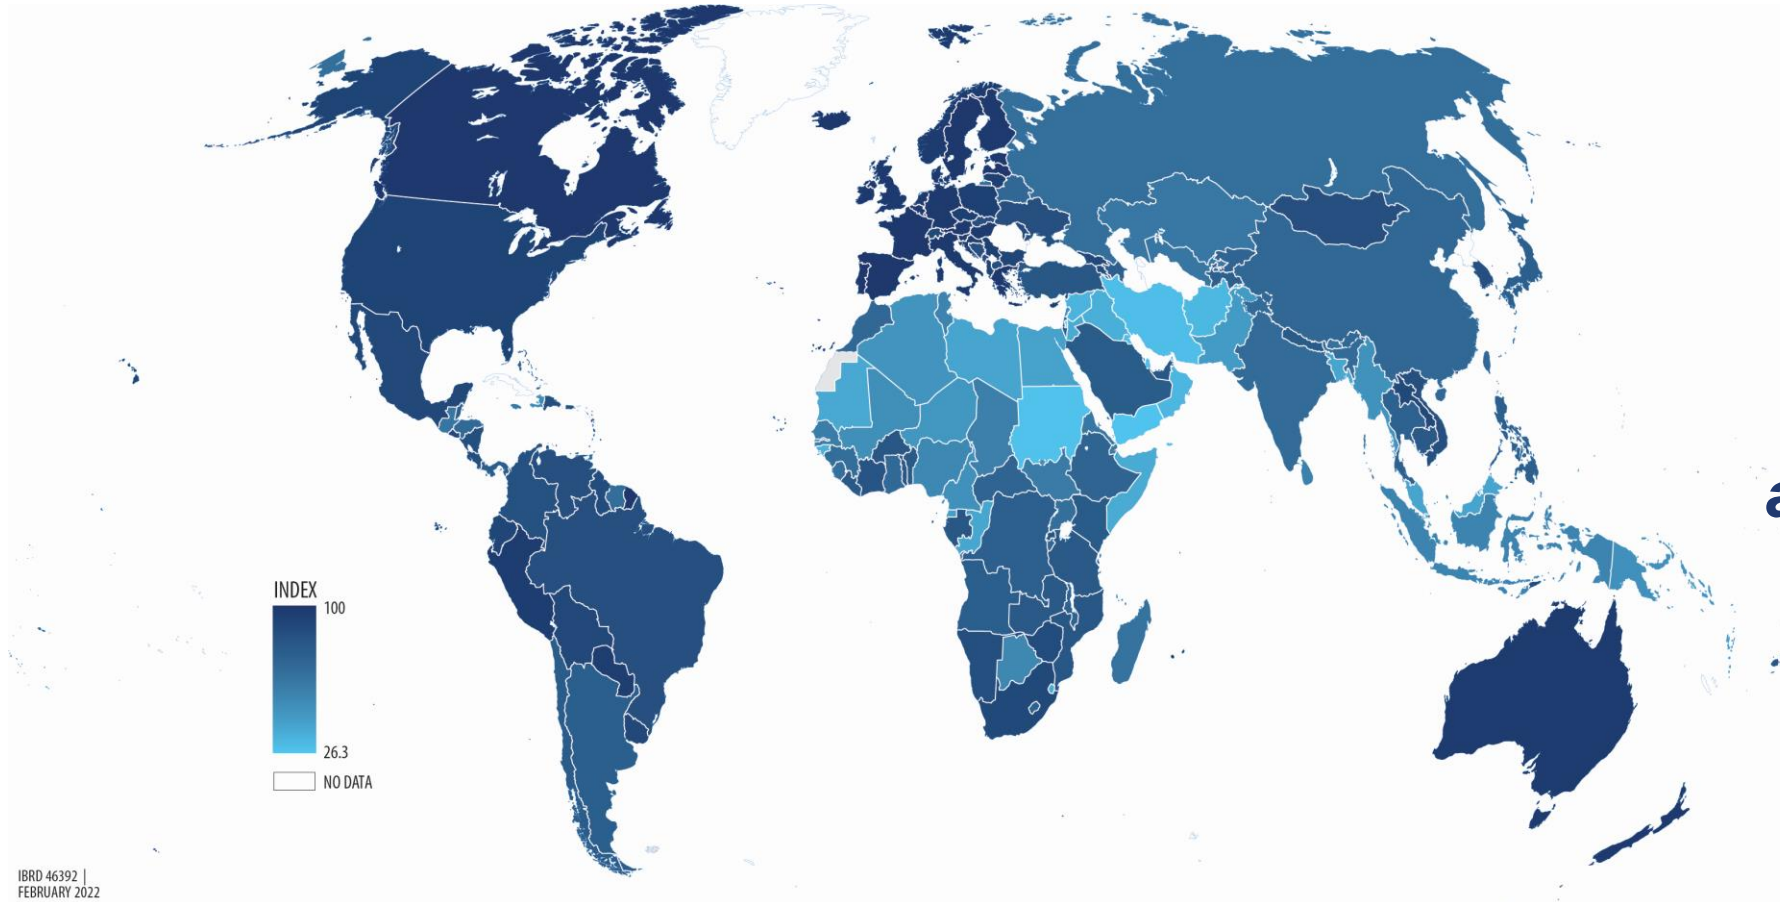 a
INDEX
100
26.3
NO DATA
IBRD 46392 |
FEBRUARY 2022